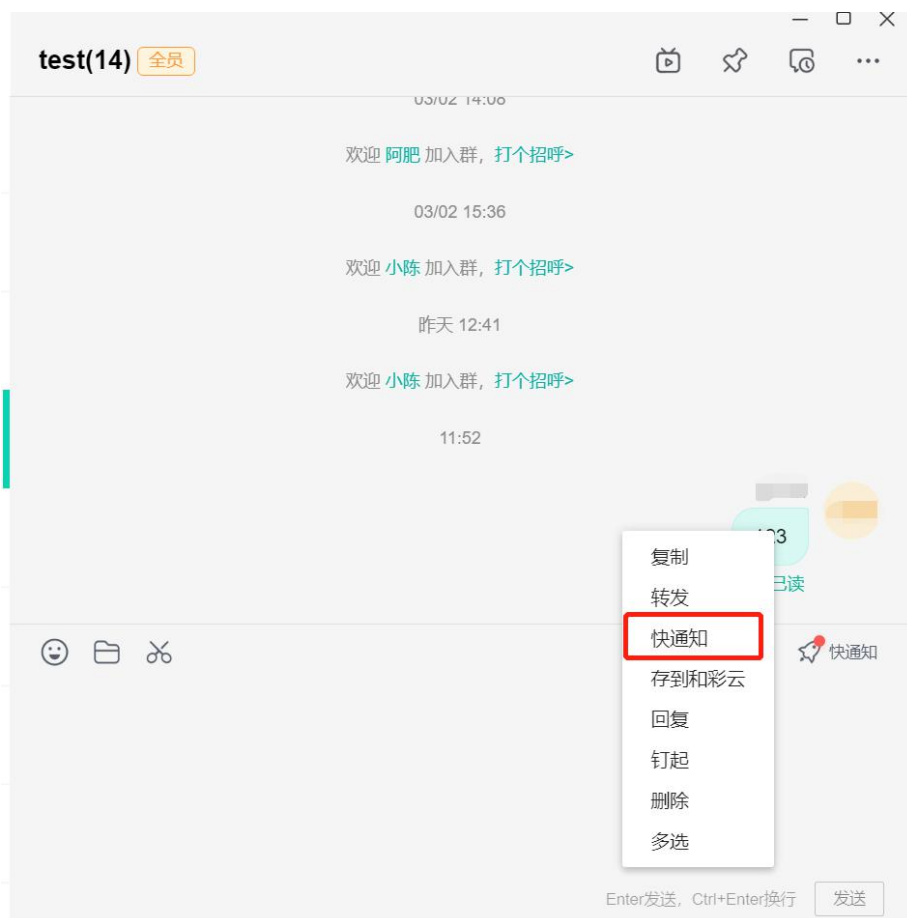 test(14) 全员
03/02 14:08
欢迎 阿肥 加入群，打个招呼>
03/02 15:36
欢迎 小陈 加入群，打个招呼>
昨天 12:41
欢迎 小陈 加入群，打个招呼>
11:52
已读
复制
转发
快通知
快通知
存到和彩云
回复
钉起
删除
多选
Enter发送，Ctrl+Enter换行
发送